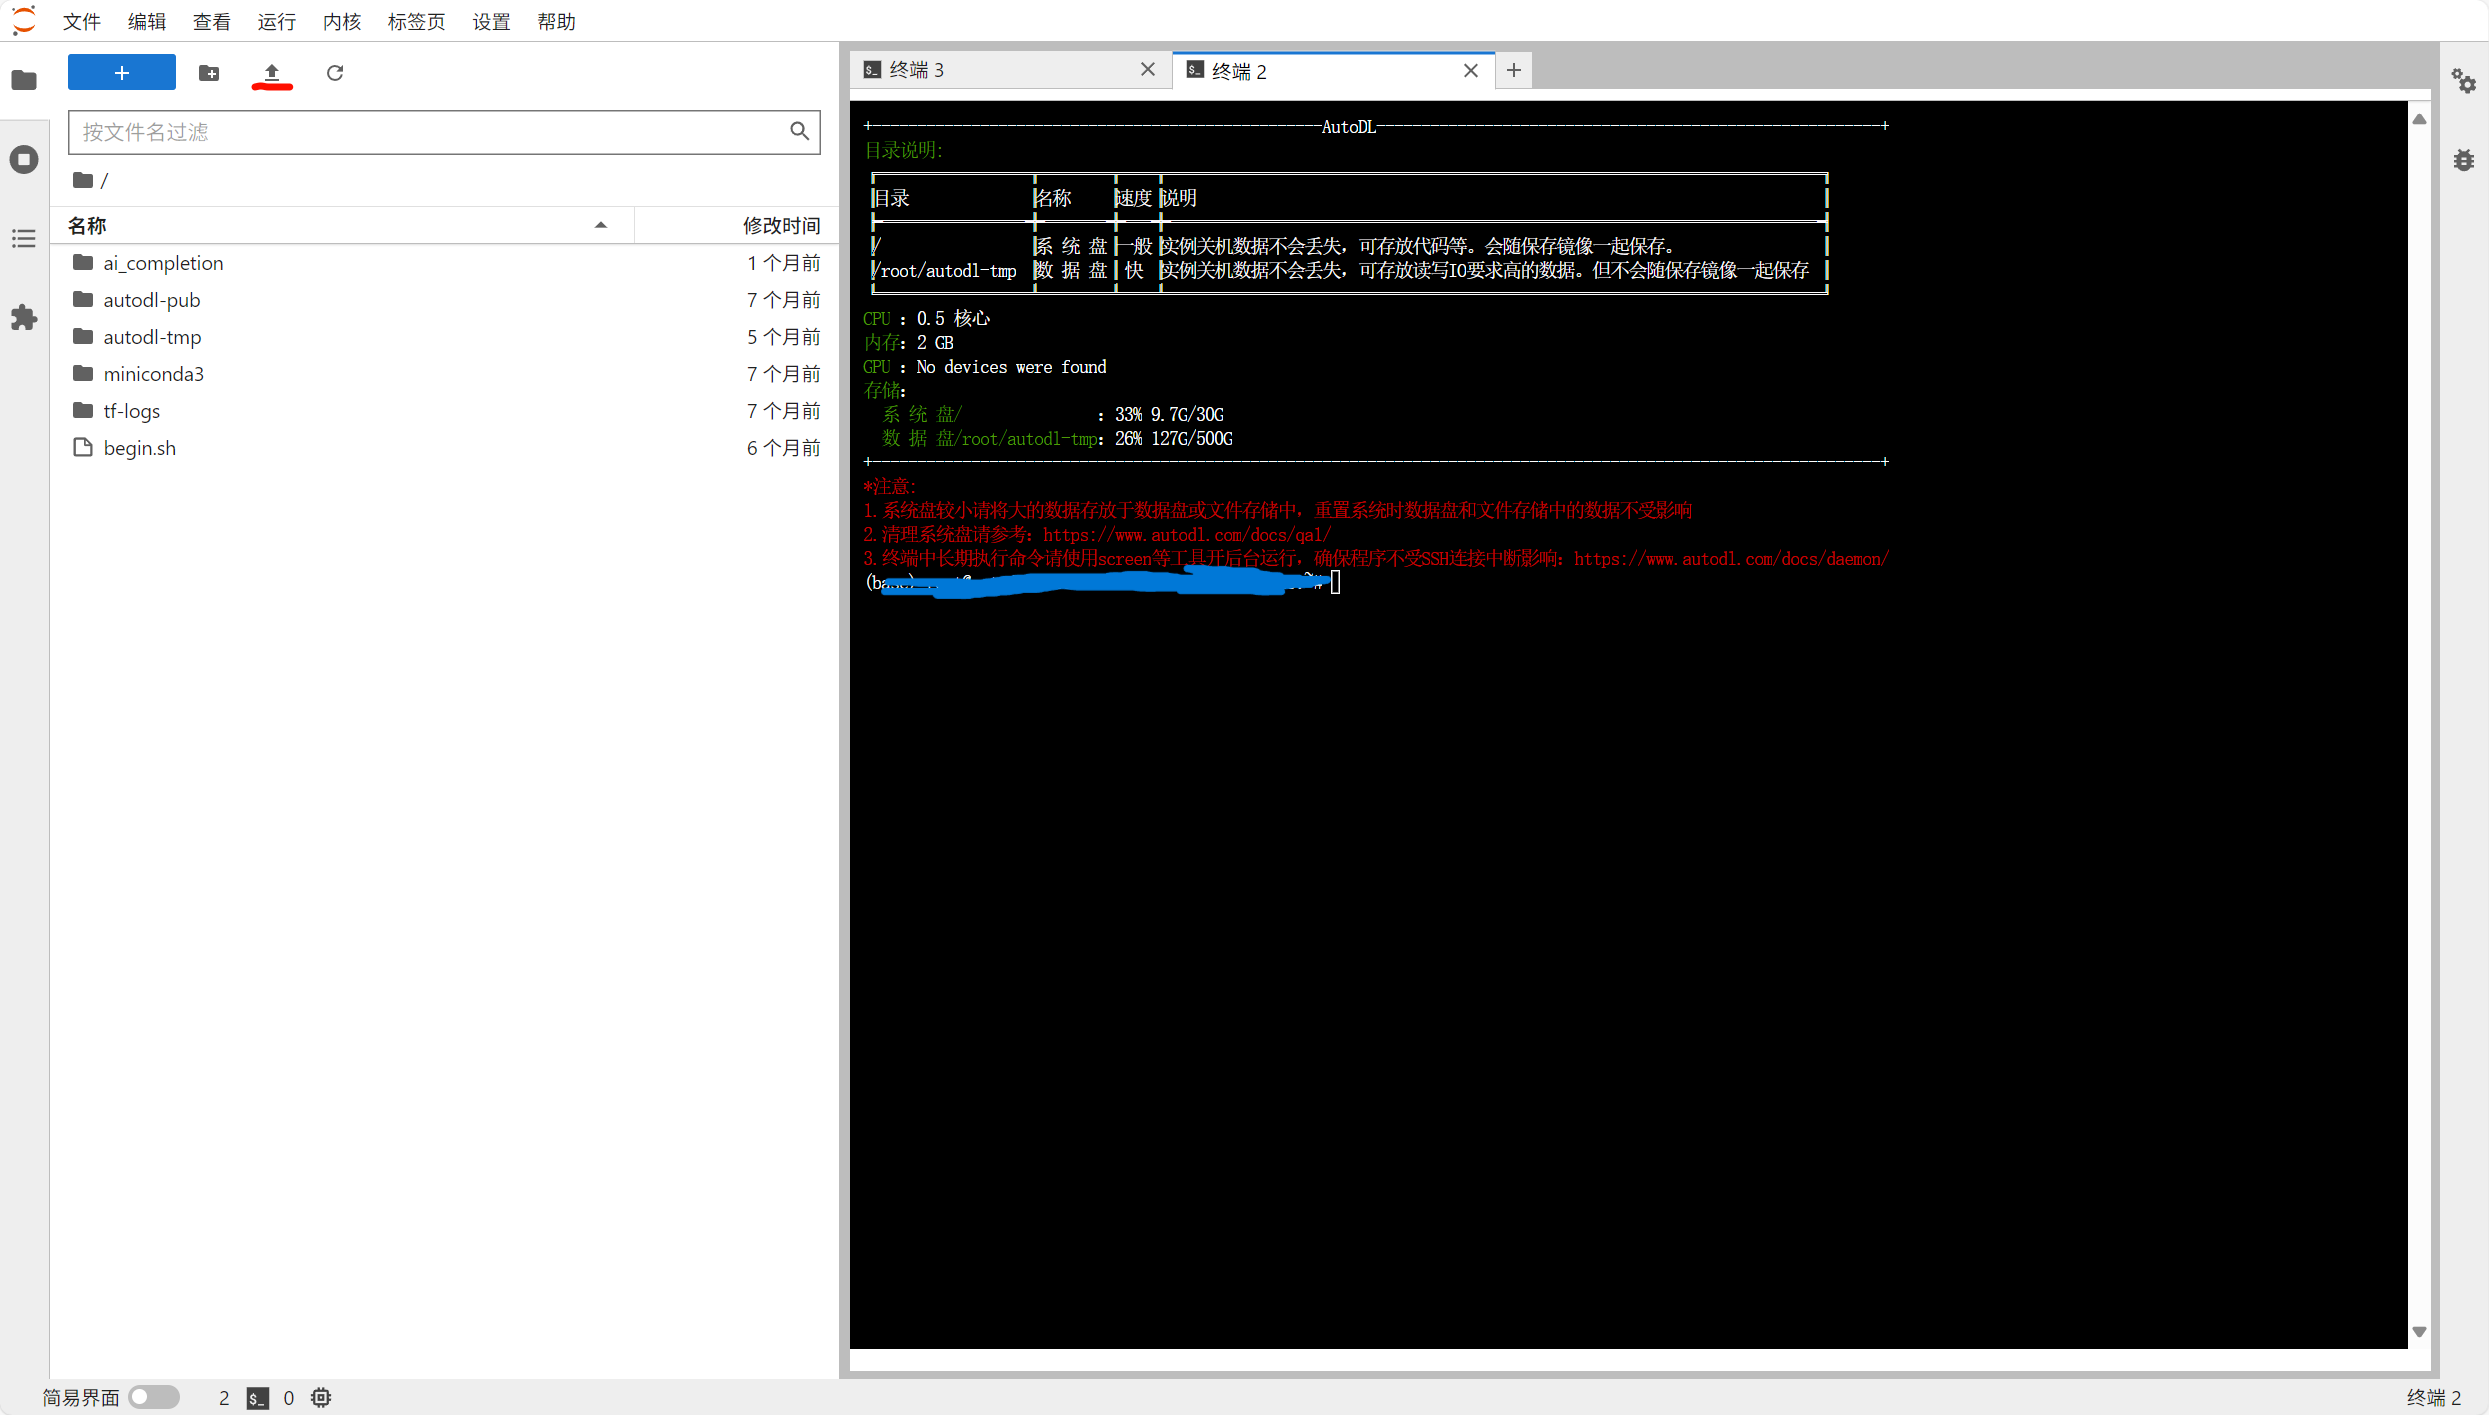 文件 编辑 查看 运行 内核 标签页 设置 帮助
终端 3
终端 2
按文件名过滤
/
名称 修改时间
ai_completion 1 个月前
autodl-pub 7 个月前
autodl-tmp 5 个月前
miniconda3 7 个月前
tf-logs 7 个月前
begin.sh 6 个月前
AutoDL
目录说明:
目录 名称 速度 说明
/ 系 统 盘 一般 实例关机数据不会丢失，可存放代码等。会随保存镜像一起保存。
/root/autodl-tmp 数 据 盘 快 实例关机数据不会丢失，可存放读写IO要求高的数据。但不会随保存镜像一起保存
CPU ：0.5 核心
内存：2 GB
GPU ：No devices were found
存储：
系 统 盘/ ：33% 9.7G/30G
数 据 盘/root/autodl-tmp：26% 127G/500G
*注意:
1.系统盘较小请将大的数据存放于数据盘或文件存储中，重置系统时数据盘和文件存储中的数据不受影响
2.清理系统盘请参考：https://www.autodl.com/docs/qa1/
3.终端中长期执行命令请使用screen等工具开后台运行，确保程序不受SSH连接中断影响：https://www.autodl.com/docs/daemon/
~#
简易界面 2 0 终端 2